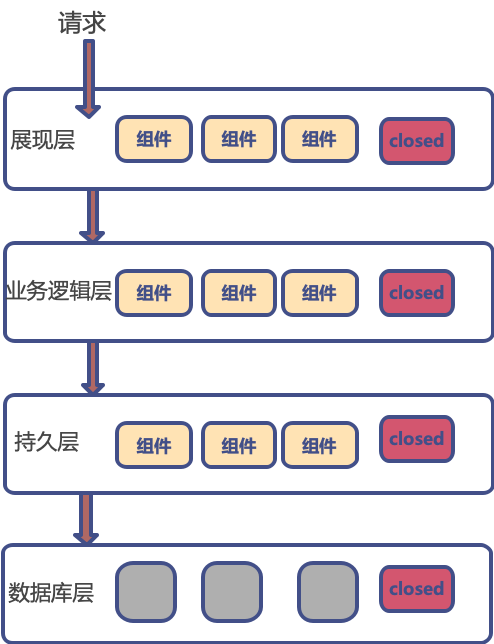 请求
展现层 组件 组件 组件 closed
业务逻辑层 组件 组件 组件 closed
持久层 组件 组件 组件 closed
数据库层 closed